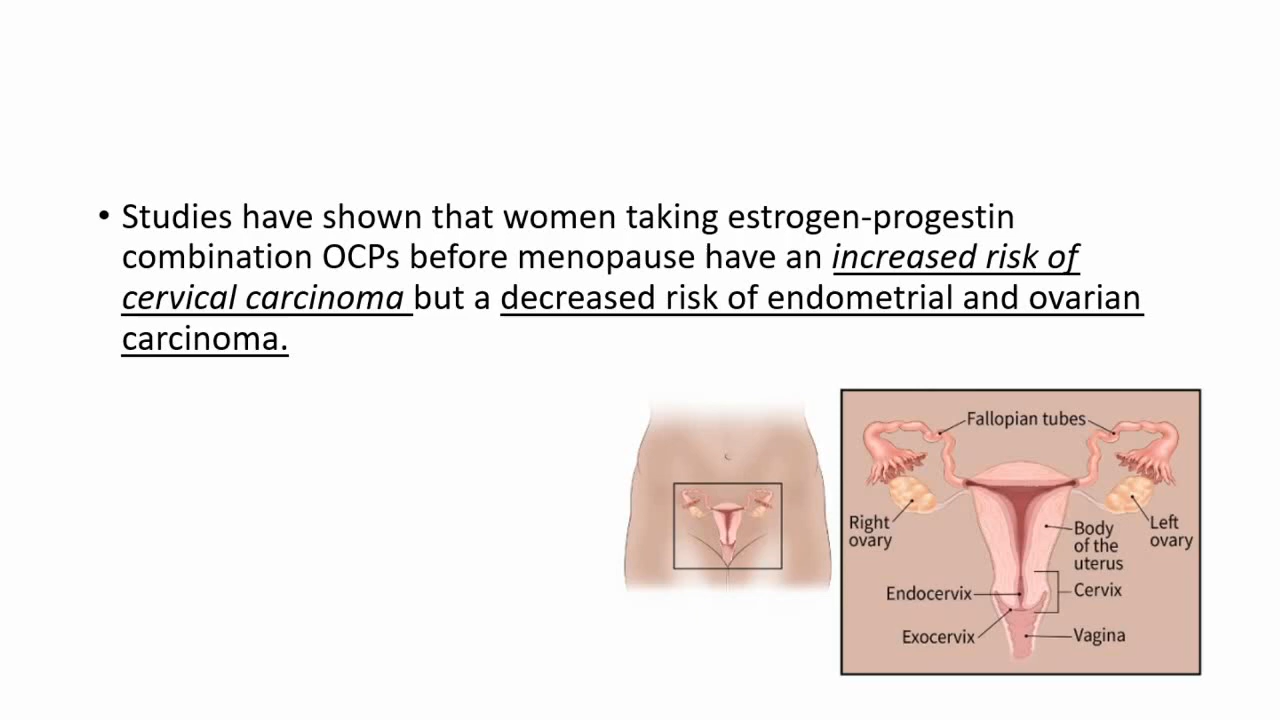 • Studies have shown that women taking estrogen-progestin
combination OCPs before menopause have an increased risk of
cervical carcinoma but a decreased risk of endometrial and ovarian
carcinoma.
Fallopian tubes
Right
ovary
Left
ovary
Body
of the
uterus
Endocervix
Cervix
Exocervix
Vagina